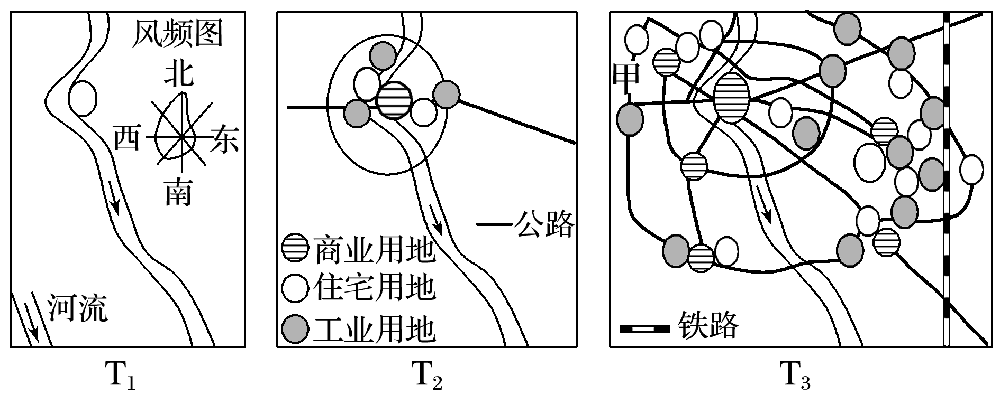 风频图
北
西
东
南
河流
T1
公路
商业用地
住宅用地
工业用地
T2
甲
铁路
T3